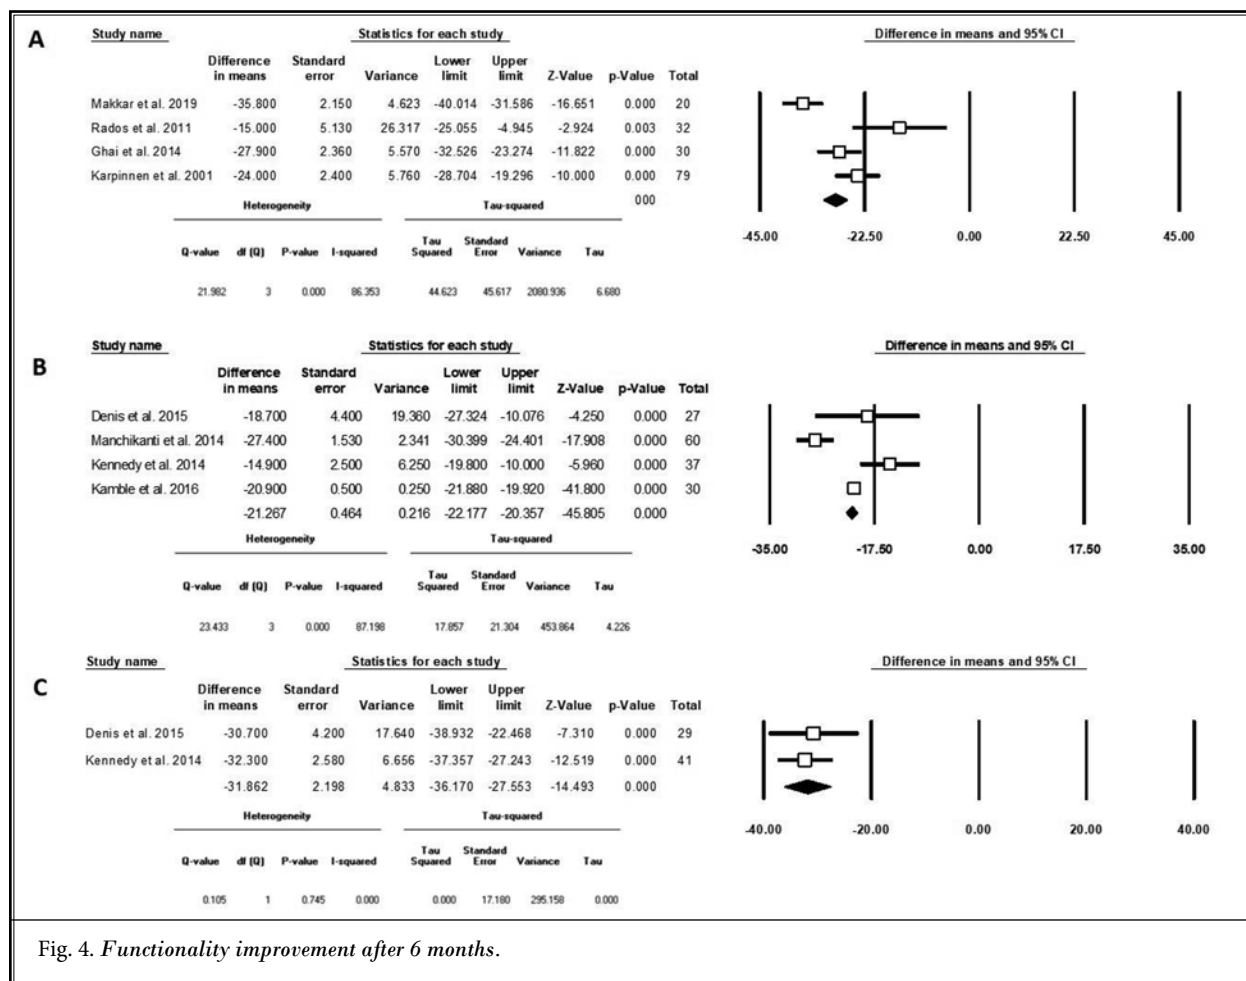 A
Study name Statistics for each study Difference in means and 95% CI
Difference Standard Lower Upper
in means error Variance limit limit Z-Value p-Value Total
Makkar et al. 2019 -35.800 2.150 4.623 -40.014 -31.586 -16.651 0.000 20
Rados et al. 2011 -15.000 5.130 26.317 -25.055 -4.945 -2.924 0.003 32
Ghai et al. 2014 -27.900 2.360 5.570 -32.526 -23.274 -11.822 0.000 30
Karpinnen et al. 2001 -24.000 2.400 5.760 -28.704 -19.296 -10.000 0.000 79
000
-45.00 -22.50 0.00 22.50 45.00
Heterogeneity Tau-squared
Tau Standard
Q-value df (Q) P-value I-squared Squared Error Variance Tau
21.982 3 0.000 86.353 44.623 45.617 2080.936 6.680
B
Study name Statistics for each study Difference in means and 95% CI
Difference Standard Lower Upper
in means error Variance limit limit Z-Value p-Value Total
Denis et al. 2015 -18.700 4.400 19.360 -27.324 -10.076 -4.250 0.000 27
Manchikanti et al. 2014 -27.400 1.530 2.341 -30.399 -24.401 -17.908 0.000 60
Kennedy et al. 2014 -14.900 2.500 6.250 -19.800 -10.000 -5.960 0.000 37
Kamble et al. 2016 -20.900 0.500 0.250 -21.880 -19.920 -41.800 0.000 30
-21.267 0.464 0.216 -22.177 -20.357 -45.805 0.000
-35.00 -17.50 0.00 17.50 35.00
Heterogeneity Tau-squared
Tau Standard
Q-value df (Q) P-value I-squared Squared Error Variance Tau
23.433 3 0.000 87.198 17.857 21.304 453.864 4.226
C
Study name Statistics for each study Difference in means and 95% CI
Difference Standard Lower Upper
in means error Variance limit limit Z-Value p-Value Total
Denis et al. 2015 -30.700 4.200 17.640 -38.932 -22.468 -7.310 0.000 29
Kennedy et al. 2014 -32.300 2.580 6.656 -37.357 -27.243 -12.519 0.000 41
-31.862 2.198 4.833 -36.170 -27.553 -14.493 0.000
-40.00 -20.00 0.00 20.00 40.00
Heterogeneity Tau-squared
Tau Standard
Q-value df (Q) P-value I-squared Squared Error Variance Tau
0.105 1 0.745 0.000 0.000 17.180 295.158 0.000
Fig. 4. Functionality improvement after 6 months.